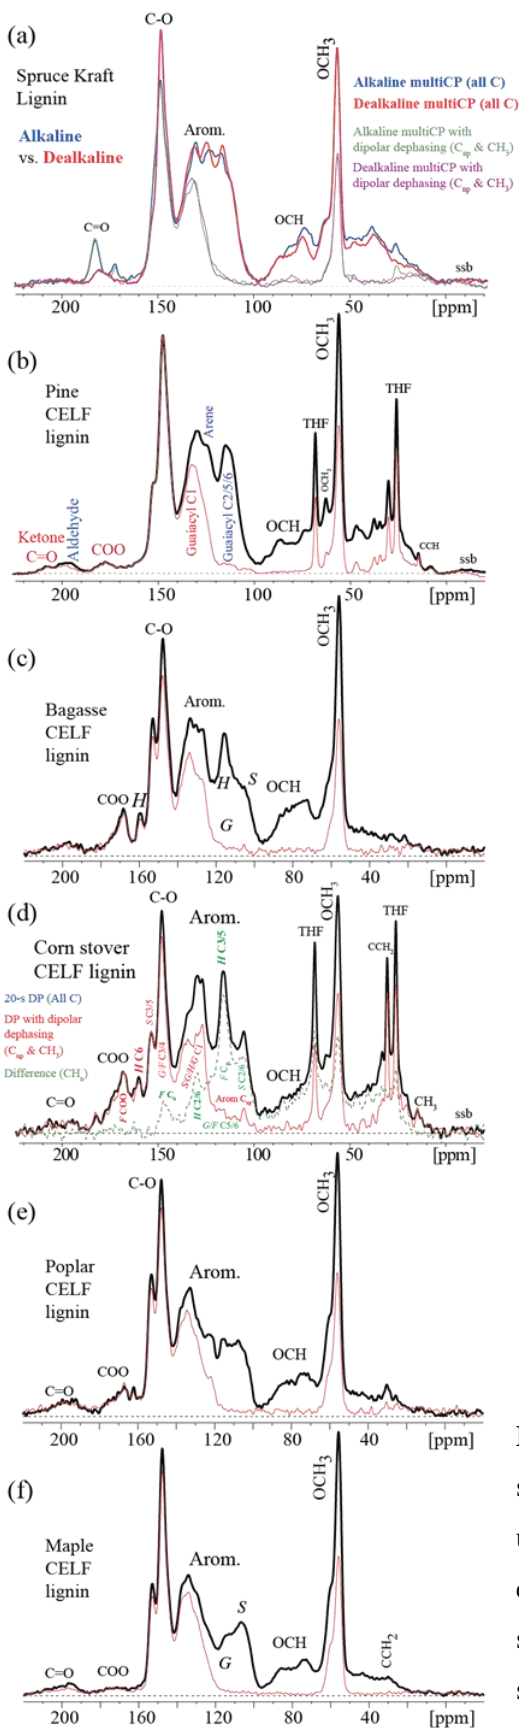 (a)
C-O
OCH3
Spruce Kraft
Lignin
Alkaline
vs. Dealkaline
Arom.
Alkaline multiCP (all C)
Dealkaline multiCP (all C)
Alkaline multiCP with
dipolar dephasing (Cnp & CH3)
Dealkaline multiCP with
dipolar dephasing (Cnp & CH3)
C=O
OCH
ssb
200 150 100 50 [ppm]
(b)
OCH3
Pine
CELF
lignin
Arene
THF
THF
OCH2
Ketone
C=O
Aldehyde
COO
Guaiacyl C1
Guaiacyl C2/5/6
OCH
CCH
ssb
200 150 100 50 [ppm]
(c)
C-O
OCH3
Bagasse
CELF
lignin
Arom.
COO
H
H
S
G
OCH
200 160 120 80 40 [ppm]
(d)
C-O
OCH3
Corn stover
CELF lignin
Arom.
H C3/5
THF
THF
CCH2
20-s DP (All C)
DP with dipolar
dephasing
(Cnp & CH3)
Difference (CHn)
S C3/5
COO
H C6
F COO
G/F C3/4
S/G/H/G C1
F Cα
H C2/6
G/F C5/6
S C2/6
OCH
C=O
CH3
ssb
200 150 100 50 [ppm]
(e)
C-O
OCH3
Poplar
CELF
lignin
Arom.
OCH
COO
C=O
200 160 120 80 40 [ppm]
(f)
OCH3
Maple
CELF
lignin
Arom.
S
G
OCH
CCH2
C=O
COO
200 160 120 80 40 [ppm]